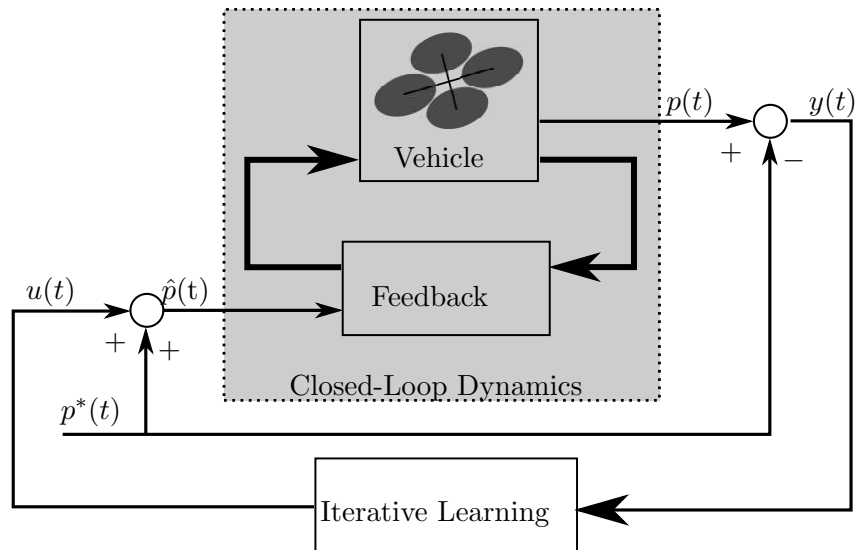 p(t)
y(t)
Vehicle
+
−
u(t)
p̂(t)
Feedback
+
+
Closed-Loop Dynamics
p*(t)
Iterative Learning